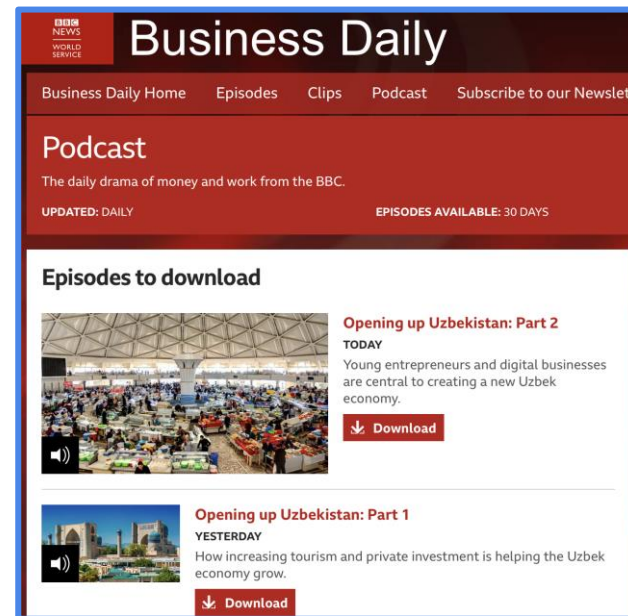 BBC
NEWS
WORLD
SERVICE
Business Daily
Business Daily Home Episodes Clips Podcast Subscribe to our Newslet
Podcast
The daily drama of money and work from the BBC.
UPDATED: DAILY EPISODES AVAILABLE: 30 DAYS
Episodes to download
Opening up Uzbekistan: Part 2
TODAY
Young entrepreneurs and digital businesses
are central to creating a new Uzbek
economy.
Download
Opening up Uzbekistan: Part 1
YESTERDAY
How increasing tourism and private investment is helping the Uzbek
economy grow.
Download